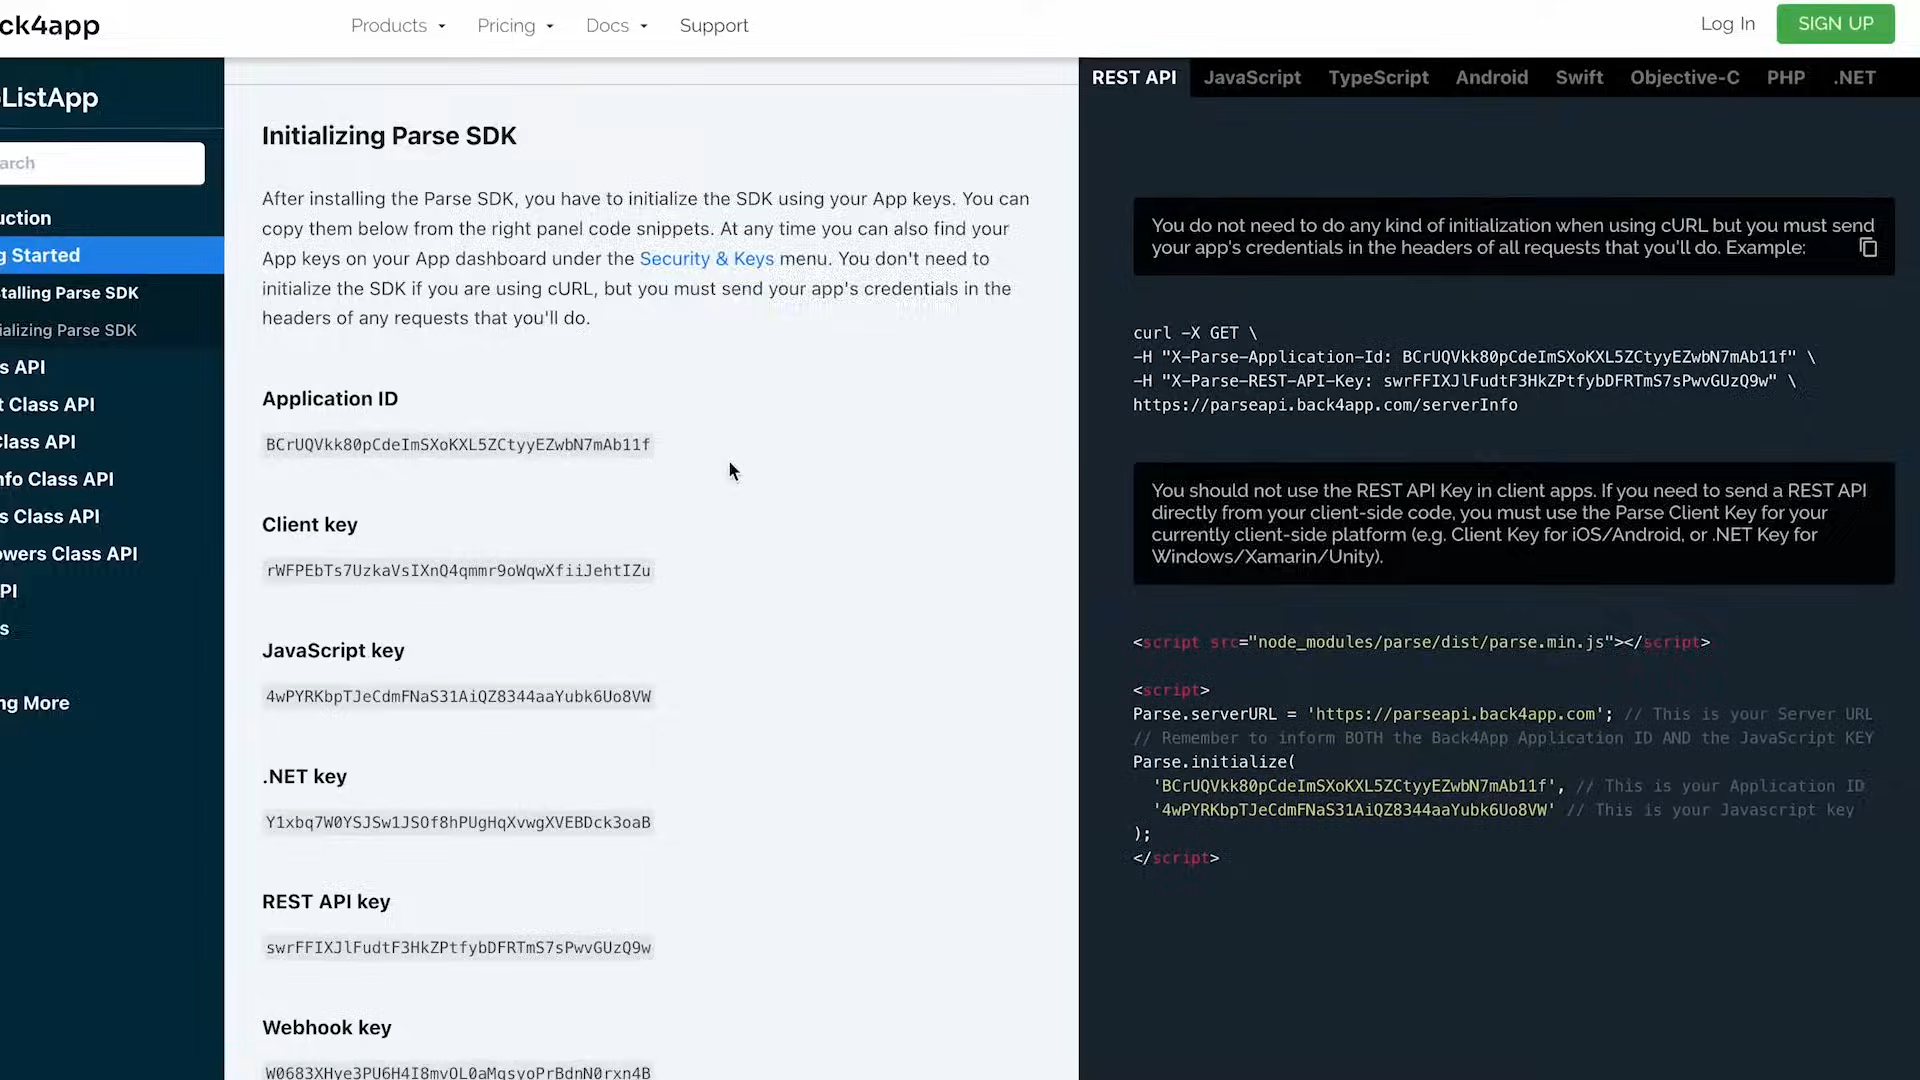 ck4app
Products
Pricing
Docs
Support
Log In
SIGN UP
ListApp
arch
uction
g Started
talling Parse SDK
ializing Parse SDK
s API
t Class API
Class API
nfo Class API
s Class API
owers Class API
PI
s
ng More
Initializing Parse SDK
After installing the Parse SDK, you have to initialize the SDK using your App keys. You can
copy them below from the right panel code snippets. At any time you can also find your
App keys on your App dashboard under the Security & Keys menu. You don't need to
initialize the SDK if you are using cURL, but you must send your app's credentials in the
headers of any requests that you'll do.
Application ID
BCrUQVkk80pCdeImSXoKXL5ZCtyyEZwbN7mAb11f
Client key
rWFPEbTs7UzkaVsIXnQ4qmmr9oWqwXfiiJehtIZu
JavaScript key
4wPYRKbpTJeCdmFNaS31AiQZ8344aaYubk6Uo8VW
.NET key
Y1xbq7W0YSJSw1JSOf8hPUgHqXvwgXVEBDck3oaB
REST API key
swrFFIXJlFudtF3HkZPtfybDFRTmS7sPwvGUzQ9w
Webhook key
W0683XHye3PU6H4I8mvOL0aMqsyoPrBdnN0rxn4B
REST API
JavaScript
TypeScript
Android
Swift
Objective-C
PHP
.NET
You do not need to do any kind of initialization when using cURL but you must send
your app's credentials in the headers of all requests that you'll do. Example:
curl -X GET \
-H "X-Parse-Application-Id: BCrUQVkk80pCdeImSXoKXL5ZCtyyEZwbN7mAb11f" \
-H "X-Parse-REST-API-Key: swrFFIXJlFudtF3HkZPtfybDFRTmS7sPwvGUzQ9w" \
https://parseapi.back4app.com/serverInfo
You should not use the REST API Key in client apps. If you need to send a REST API
directly from your client-side code, you must use the Parse Client Key for your
currently client-side platform (e.g. Client Key for iOS/Android, or .NET Key for
Windows/Xamarin/Unity).
<script src="node_modules/parse/dist/parse.min.js"></script>
<script>
Parse.serverURL = 'https://parseapi.back4app.com'; // This is your Server URL
// Remember to inform BOTH the Back4App Application ID AND the JavaScript KEY
Parse.initialize(
'BCrUQVkk80pCdeImSXoKXL5ZCtyyEZwbN7mAb11f', // This is your Application ID
'4wPYRKbpTJeCdmFNaS31AiQZ8344aaYubk6Uo8VW' // This is your Javascript key
);
</script>